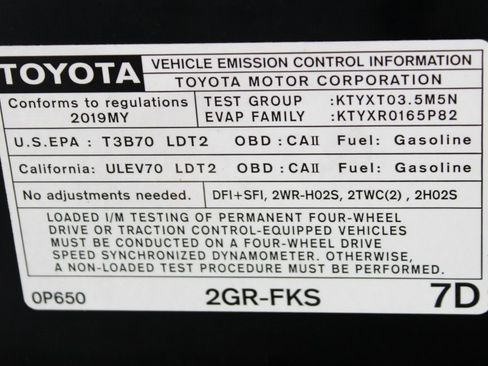 TOYOTA VEHICLE EMISSION CONTROL INFORMATION
TOYOTA MOTOR CORPORATION
Conforms to regulations 2019MY
TEST GROUP :KTYXT03.5M5N
EVAP FAMILY :KTYXR0165P82
U.S.EPA : T3B70 LDT2 OBD : CAII Fuel: Gasoline
California: ULEV70 LDT2 OBD : CAII Fuel: Gasoline
No adjustments needed. DFI+SFI, 2WR-H02S, 2TWC(2) , 2H02S
LOADED I/M TESTING OF PERMANENT FOUR-WHEEL
DRIVE OR TRACTION CONTROL-EQUIPPED VEHICLES
MUST BE CONDUCTED ON A FOUR-WHEEL DRIVE
SPEED SYNCHRONIZED DYNAMOMETER. OTHERWISE,
A NON-LOADED TEST PROCEDURE MUST BE USED.
0P650 2GR-FKS 7D